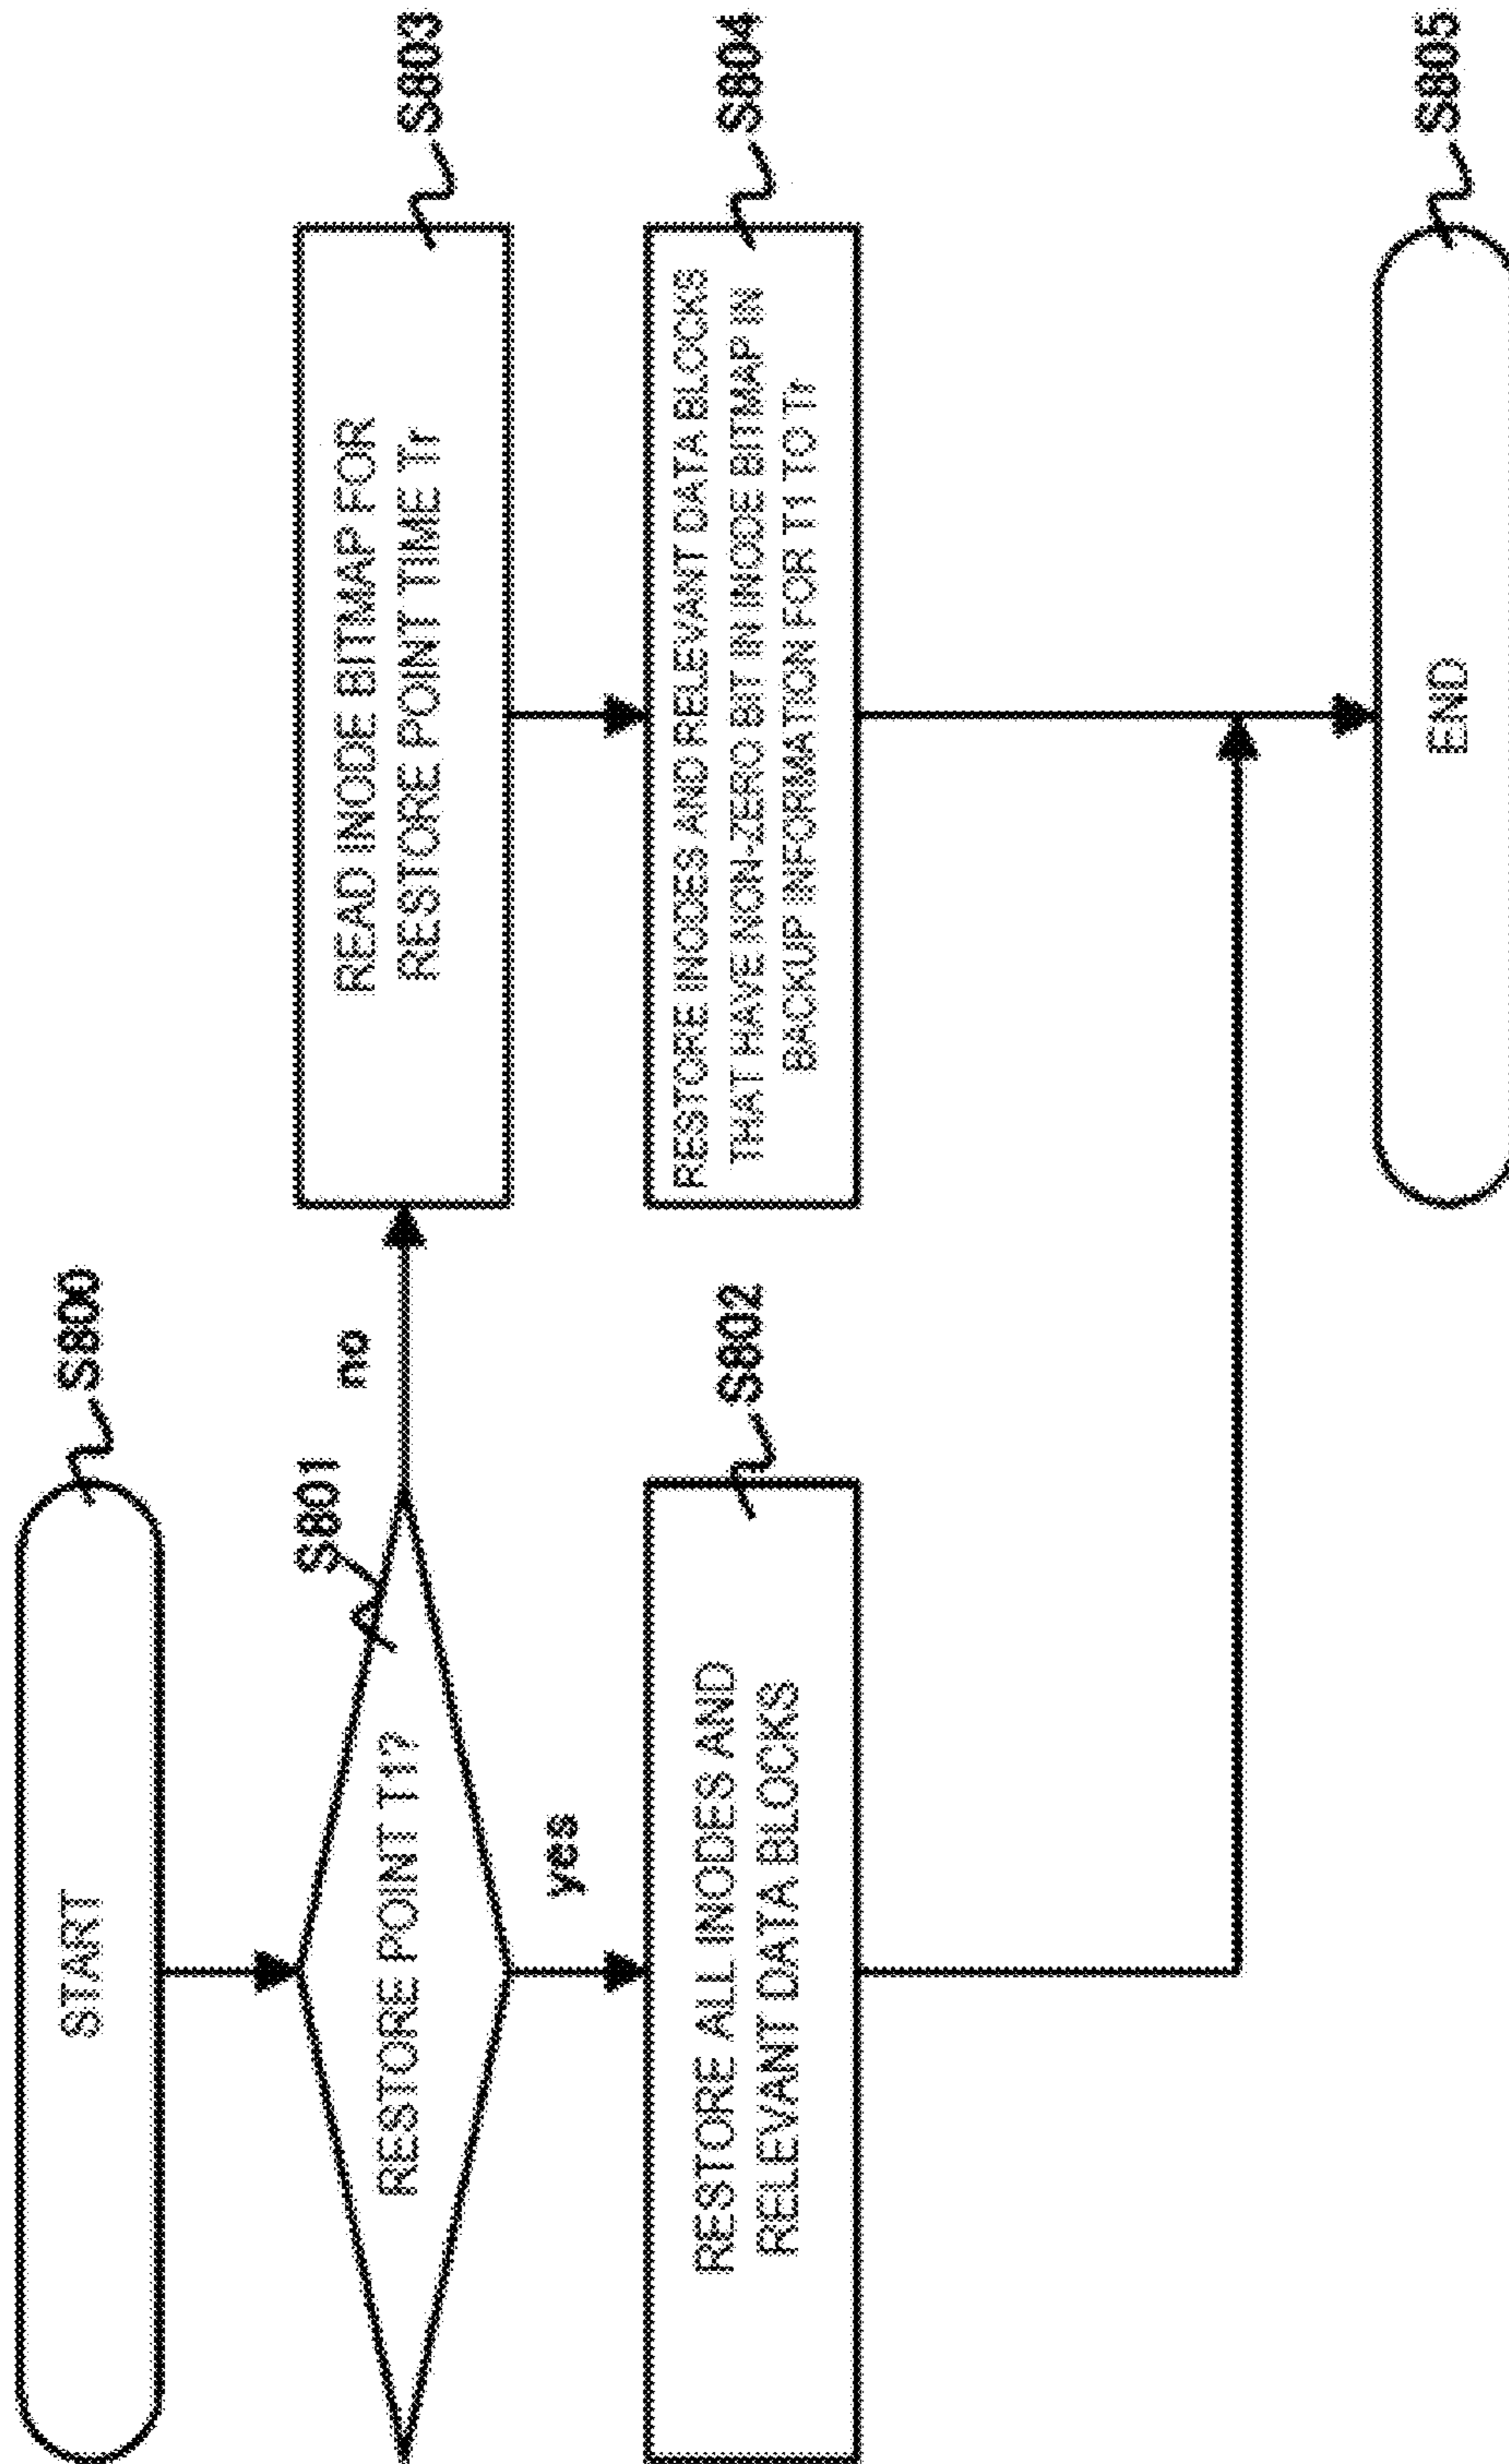 START
S800
RESTORE POINT T1?
S801
no
yes
RESTORE ALL INODES AND
RELEVANT DATA BLOCKS
S802
READ INODE BITMAP FOR
RESTORE POINT TIME Tr
S803
RESTORE INODES AND RELEVANT DATA BLOCKS
THAT HAVE NON-ZERO BIT IN INODE BITMAP IN
BACKUP INFORMATION FOR T1 TO Tr
S804
END
S805